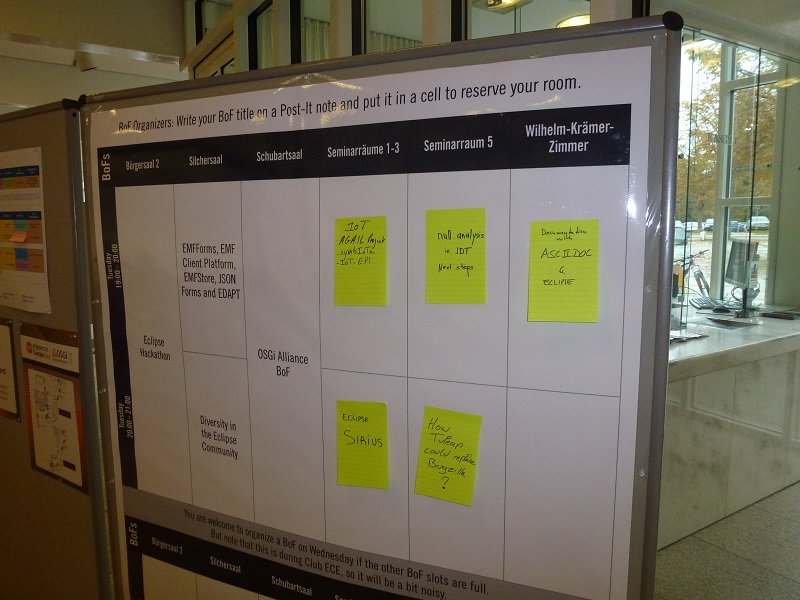 BoF Organizers: Write your BoF title on a Post-It note and put it in a cell to reserve your room.
BoFs
Bürgersaal 2
Silchersaal
Schubartsaal
Seminarräume 1-3
Seminarraum 5
Wilhelm-Krämer-
Zimmer
Tuesday
19:00 - 20:00
Eclipse
Hackathon
EMFForms, EMF
Client Platform,
EMFStore, JSON
Forms and EDAPT
OSGi Alliance
BoF
IoT
AGAIL Project
- IoT-EPI
null analysis
in JDT
Next steps
Documentation
with
ASCIIDOC
&
ECLIPSE
Tuesday
20:00 - 21:00
Diversity in
the Eclipse
Community
ECLIPSE
SIRIUS
How
Tuleap
could replace
Bugzilla
?
You are welcome to organize a BoF on Wednesday if the other BoF slots are full.
But note that this is during Club ECE, so it will be a bit noisy.
BoFs
Bürgersaal 2
Silchersaal
Schubartsaal
OSGi